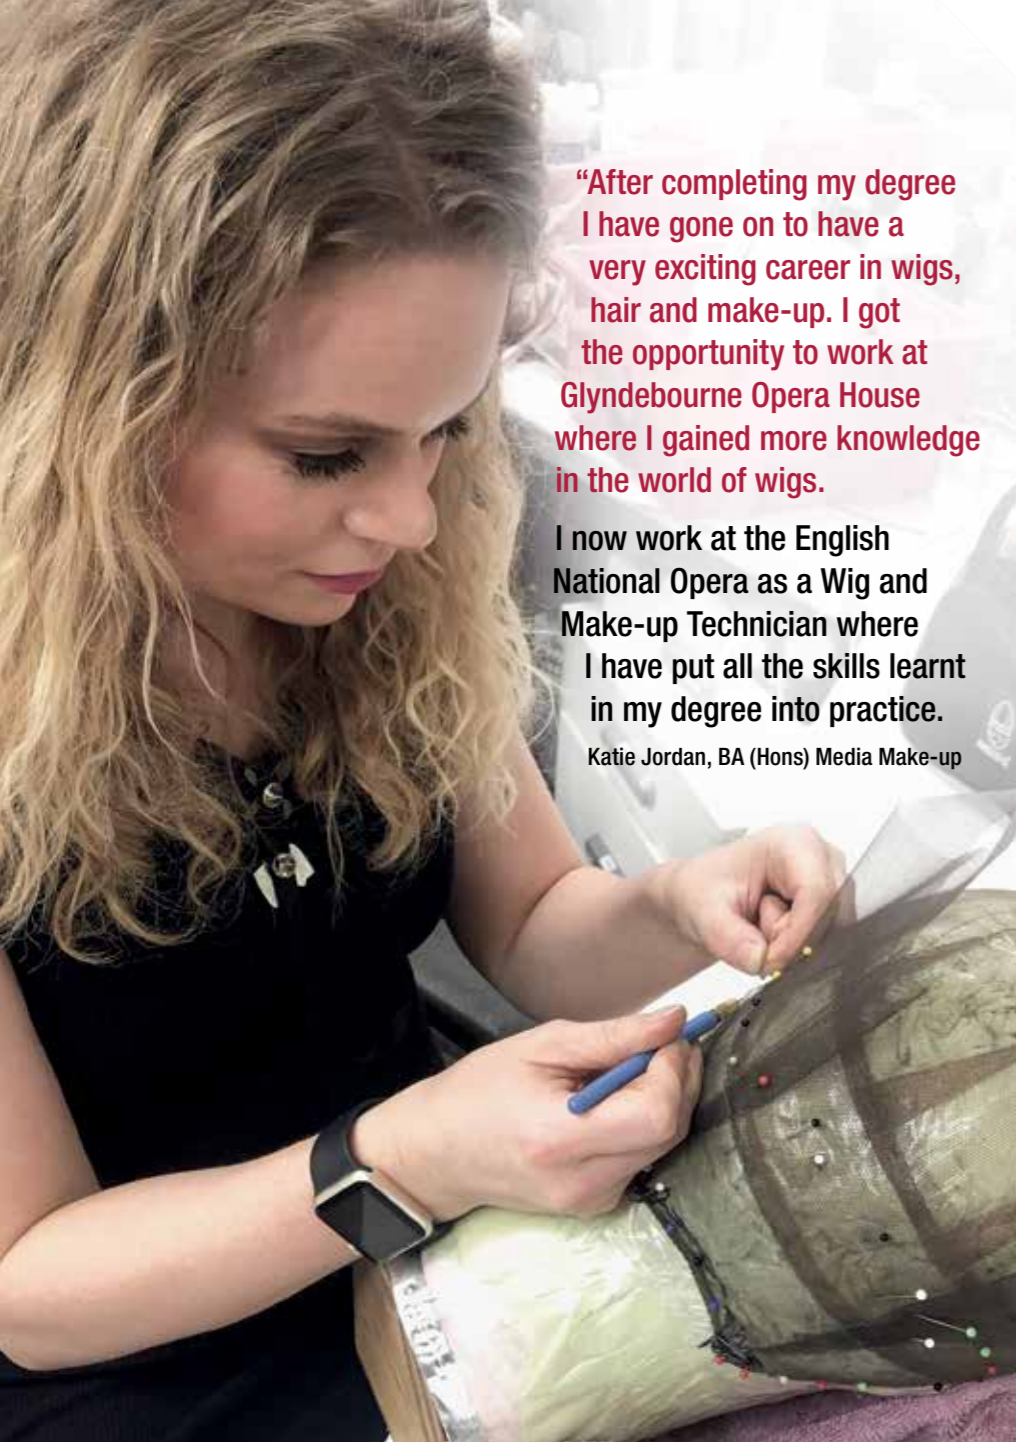 “After completing my degree
I have gone on to have a
very exciting career in wigs,
hair and make-up. I got
the opportunity to work at
Glyndebourne Opera House
where I gained more knowledge
in the world of wigs.
I now work at the English
National Opera as a Wig and
Make-up Technician where
I have put all the skills learnt
in my degree into practice.
Katie Jordan, BA (Hons) Media Make-up